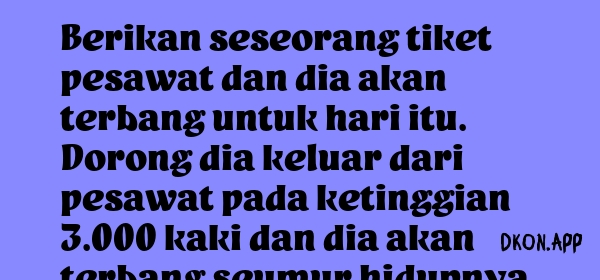 Berikan seseorang tiket
pesawat dan dia akan
terbang untuk hari itu.
Dorong dia keluar dari
pesawat pada ketinggian
3.000 kaki dan dia akan
DKON.APP
terbang seumur hidupnya